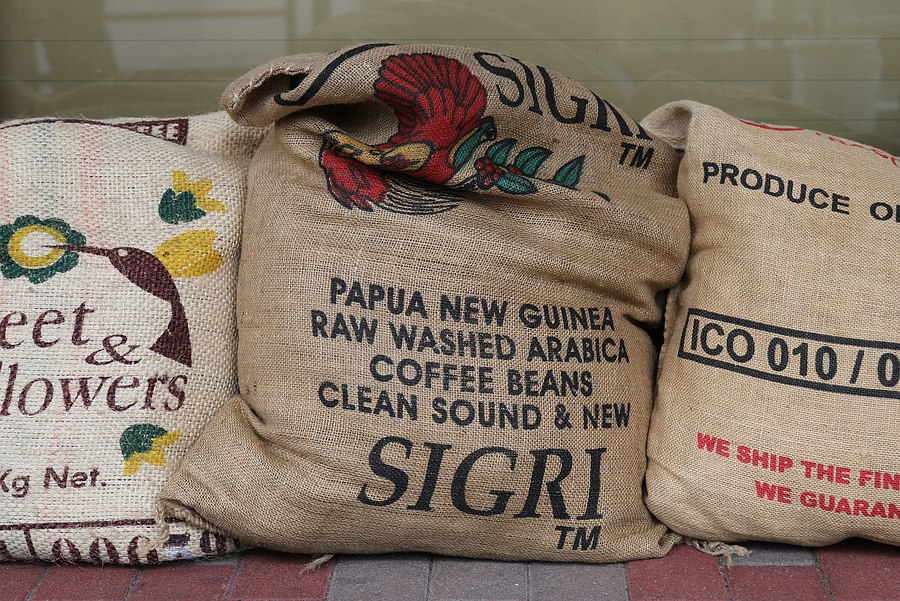 eet
&
lowers
Kg Net.
SIGRI
TM
PAPUA NEW GUINEA
RAW WASHED ARABICA
COFFEE BEANS
CLEAN SOUND & NEW
SIGRI
TM
PRODUCE
ICO 010 / 0
WE SHIP THE FIN
WE GUARAN